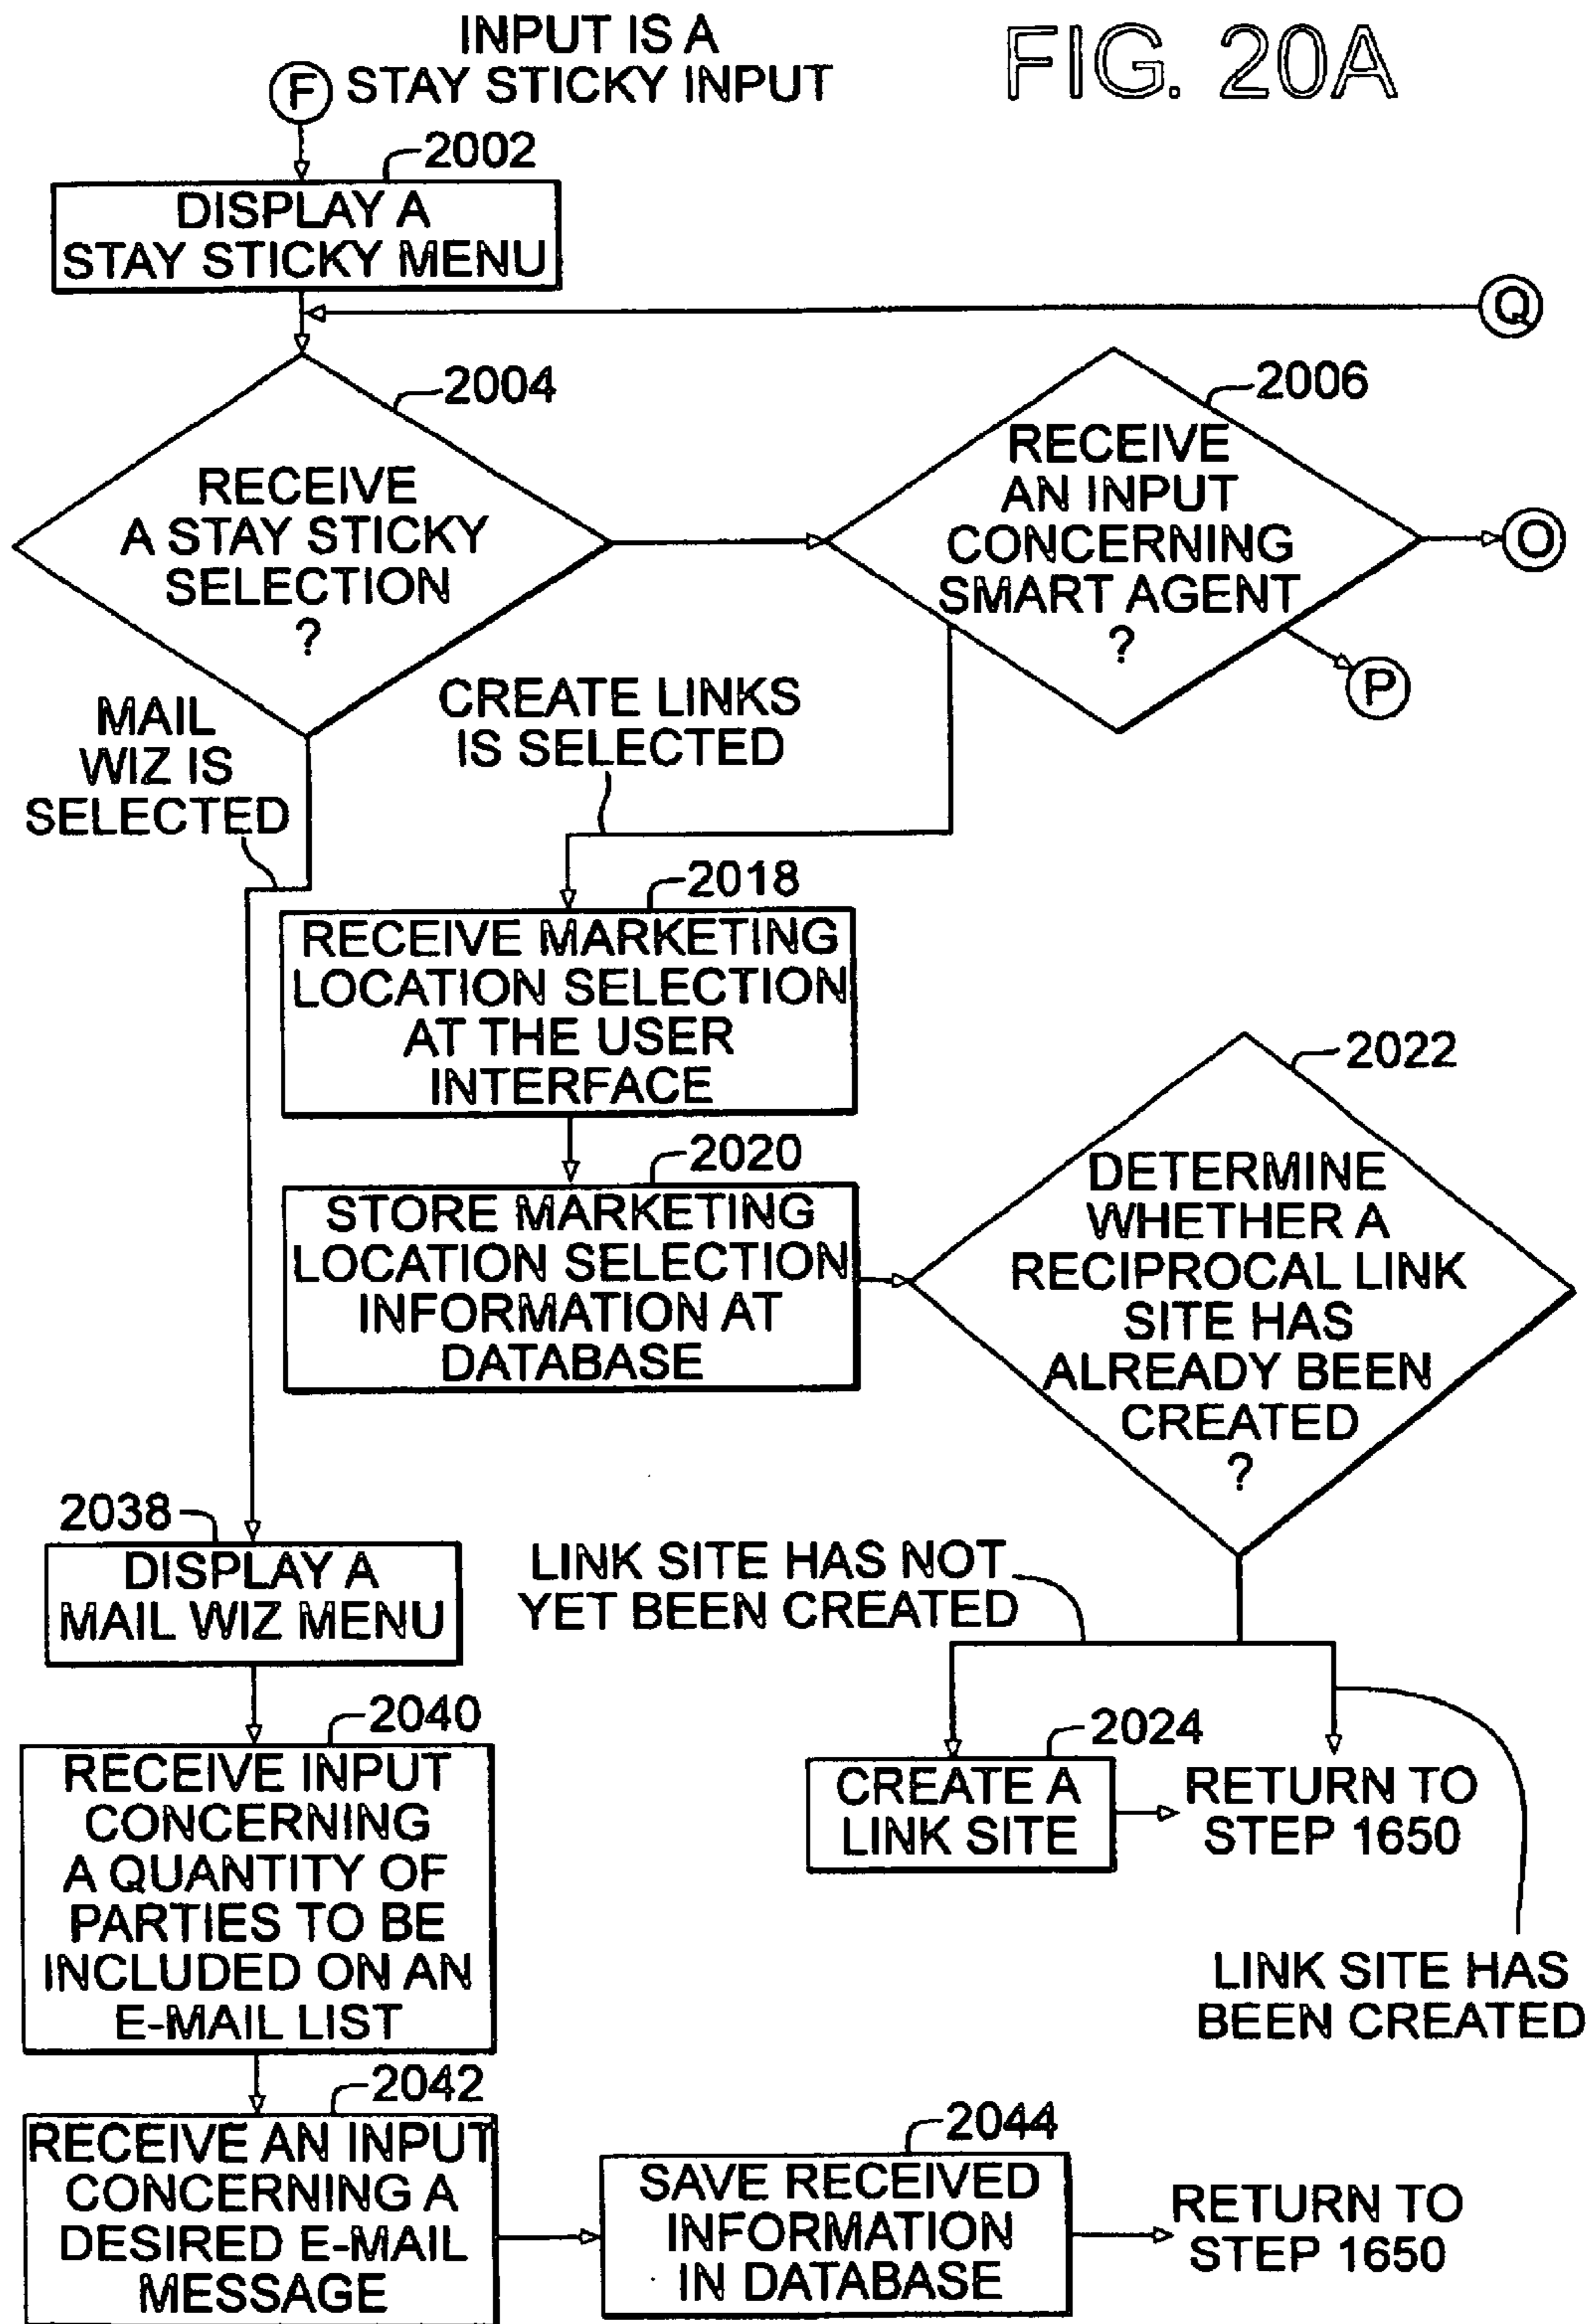 INPUT IS A
STAY STICKY INPUT
F
FIG. 20A
2002
DISPLAY A
STAY STICKY MENU
Q
2004
RECEIVE
A STAY STICKY
SELECTION
?
2006
RECEIVE
AN INPUT
CONCERNING
SMART AGENT
?
O
P
MAIL
WIZ IS
SELECTED
CREATE LINKS
IS SELECTED
2018
RECEIVE MARKETING
LOCATION SELECTION
AT THE USER
INTERFACE
2020
STORE MARKETING
LOCATION SELECTION
INFORMATION AT
DATABASE
2022
DETERMINE
WHETHER A
RECIPROCAL LINK
SITE HAS
ALREADY BEEN
CREATED
?
2038
DISPLAY A
MAIL WIZ MENU
LINK SITE HAS NOT
YET BEEN CREATED
2024
CREATE A
LINK SITE
RETURN TO
STEP 1650
LINK SITE HAS
BEEN CREATED
2040
RECEIVE INPUT
CONCERNING
A QUANTITY OF
PARTIES TO BE
INCLUDED ON AN
E-MAIL LIST
2042
RECEIVE AN INPUT
CONCERNING A
DESIRED E-MAIL
MESSAGE
2044
SAVE RECEIVED
INFORMATION
IN DATABASE
RETURN TO
STEP 1650